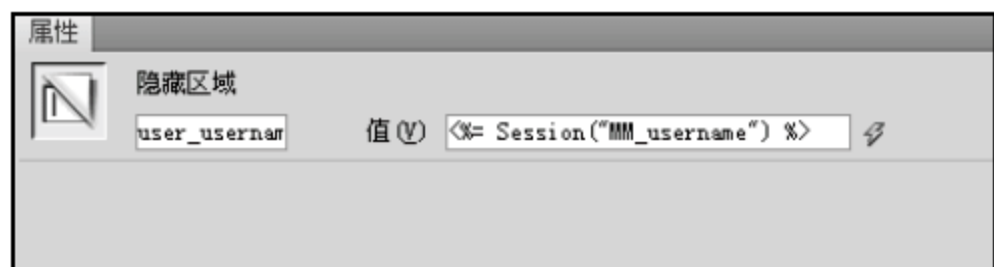 属性
隐藏区域
user_usernam
值(V) <%= Session("MM_username") %>